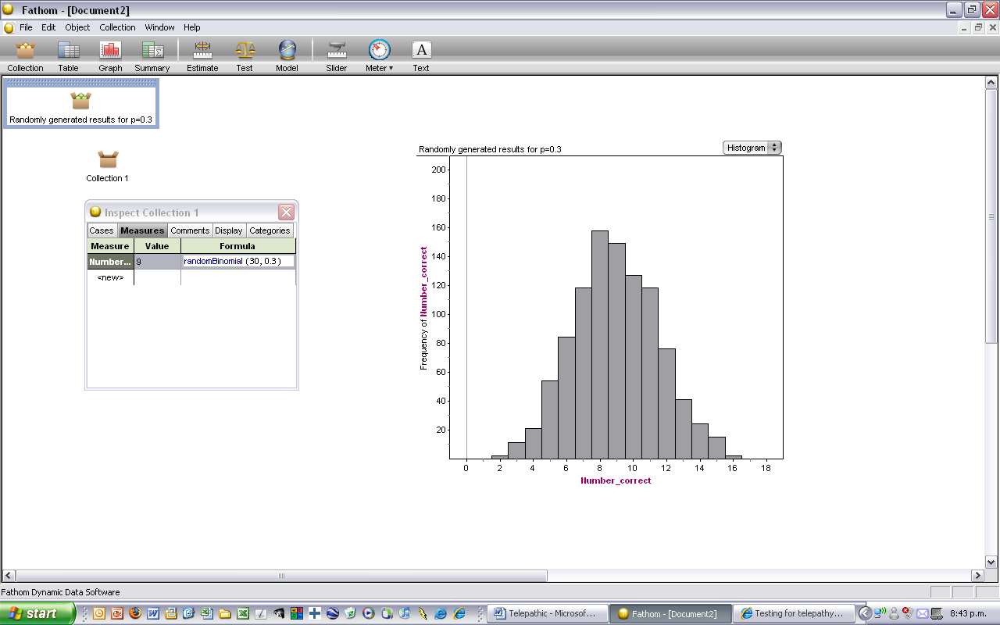 Fathom - [Document2]
File Edit Object Collection Window Help
Collection Table Graph Summary Estimate Test Model Slider Meter Text
A
Randomly generated results for p=0.3
Collection 1
Inspect Collection 1
Cases Measures Comments Display Categories
Measure Value Formula
Number... 9 randomBinomial (30, 0.3)
<new>
Randomly generated results for p=0.3
Histogram
Frequency of Number_correct
200
180
160
140
120
100
80
60
40
20
0 2 4 6 8 10 12 14 16 18
Number_correct
Fathom Dynamic Data Software
start
Telepathic - Microsof...
Fathom - [Document2]
Testing for telepathy...
8:43 p.m.